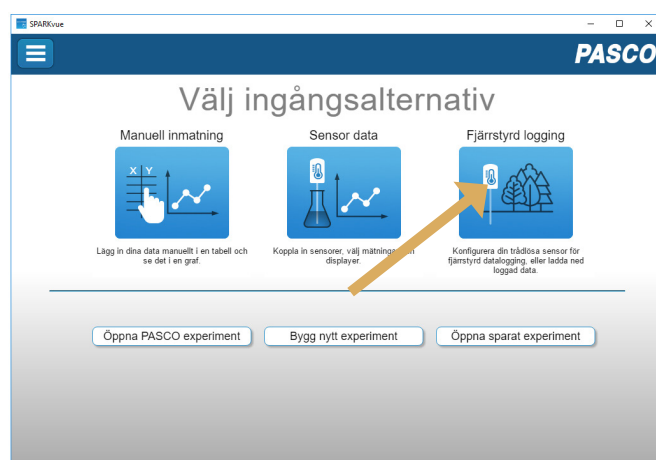 SPARKvue
PASCO
Välj ingångsalternativ
Manuell inmatning
Sensor data
Fjärrstyrd logging
X Y
Lägg in dina data manuellt i en tabell och
se det i en graf.
Koppla in sensorer, välj
displayer.
Konfigurera din trådlösa sensor för
fjärrstyrd datalogging, eller ladda ned
loggad data.
Öppna PASCO experiment
Bygg nytt experiment
Öppna sparat experiment